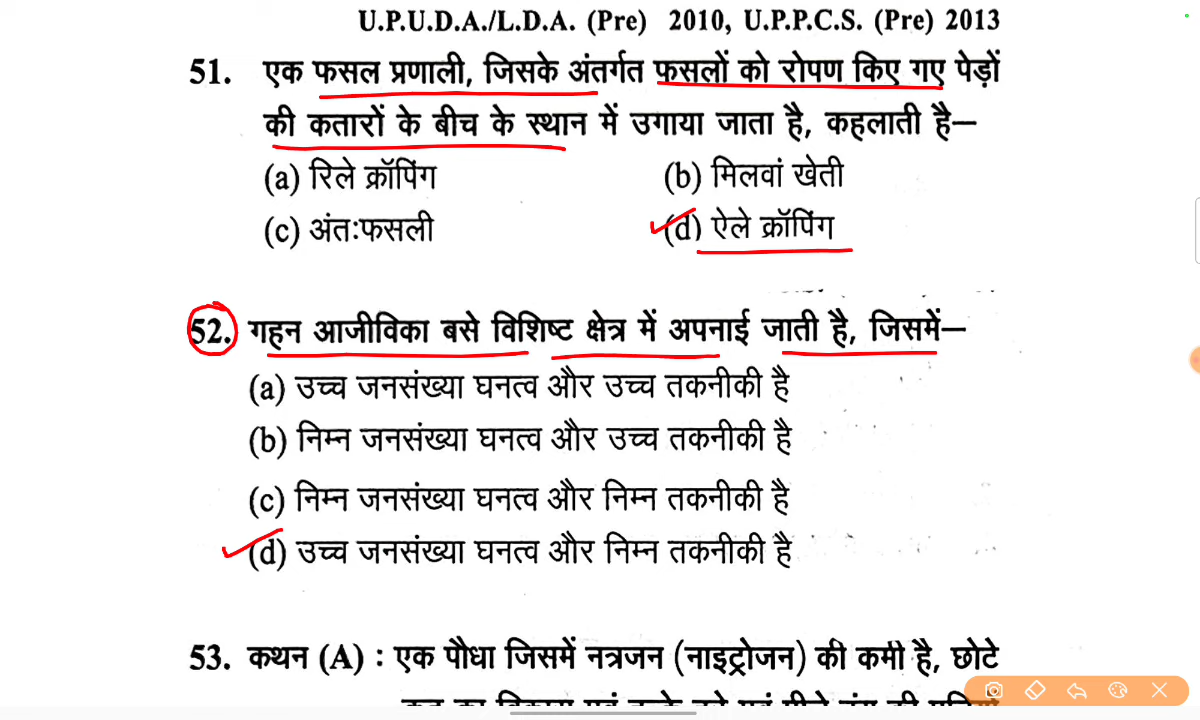 U.P.U.D.A./L.D.A. (Pre) 2010, U.P.P.C.S. (Pre) 2013
51. एक फसल प्रणाली, जिसके अंतर्गत फसलों को रोपण किए गए पेड़ों
की कतारों के बीच के स्थान में उगाया जाता है, कहलाती है—
(a) रिले क्रॉपिंग (b) मिलवां खेती
(c) अंतःफसली (d) ऐले क्रॉपिंग
52. गहन आजीविका बसे विशिष्ट क्षेत्र में अपनाई जाती है, जिसमें—
(a) उच्च जनसंख्या घनत्व और उच्च तकनीकी है
(b) निम्न जनसंख्या घनत्व और उच्च तकनीकी है
(c) निम्न जनसंख्या घनत्व और निम्न तकनीकी है
(d) उच्च जनसंख्या घनत्व और निम्न तकनीकी है
53. कथन (A) : एक पौधा जिसमें नत्रजन (नाइट्रोजन) की कमी है, छोटे